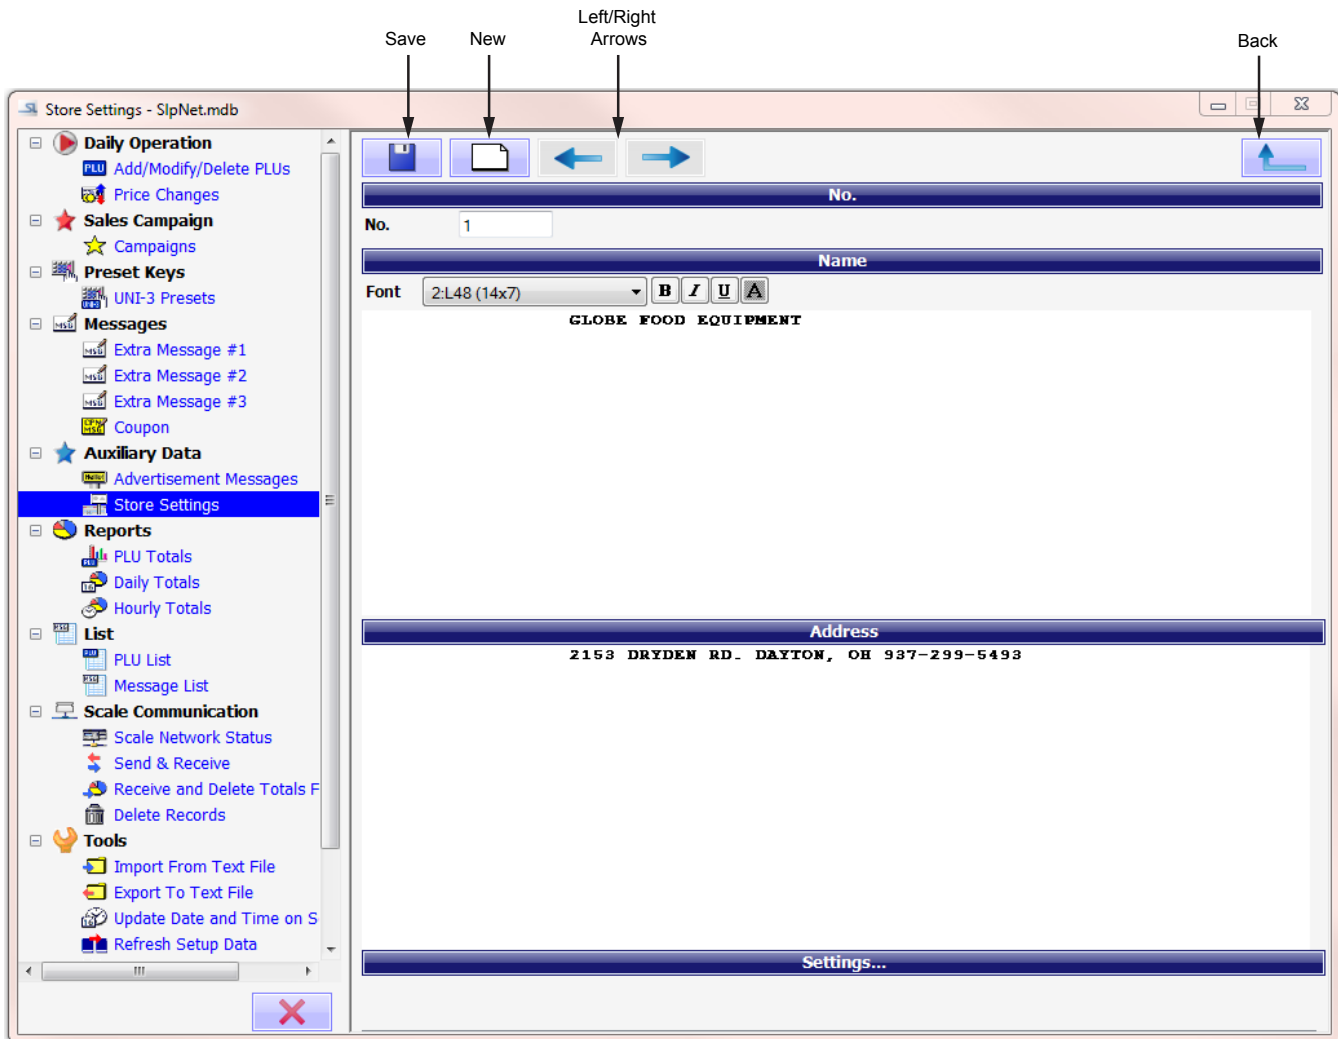 Left/Right
Arrows
Save
New
Back
Store Settings - SlpNet.mdb
Daily Operation
PLU Add/Modify/Delete PLUs
Price Changes
Sales Campaign
Campaigns
Preset Keys
UNI-3 Presets
Messages
MSG Extra Message #1
MSG Extra Message #2
MSG Extra Message #3
Coupon
Auxiliary Data
Advertisement Messages
Store Settings
Reports
PLU Totals
Daily Totals
Hourly Totals
List
PLU List
Message List
Scale Communication
Scale Network Status
Send & Receive
Receive and Delete Totals F
Delete Records
Tools
Import From Text File
Export To Text File
Update Date and Time on S
Refresh Setup Data
No.
No. 1
Name
Font 2:L48 (14x7) B I U A
GLOBE FOOD EQUIPMENT
Address
2153 DRYDEN RD. DAYTON, OH 937-299-5493
Settings...